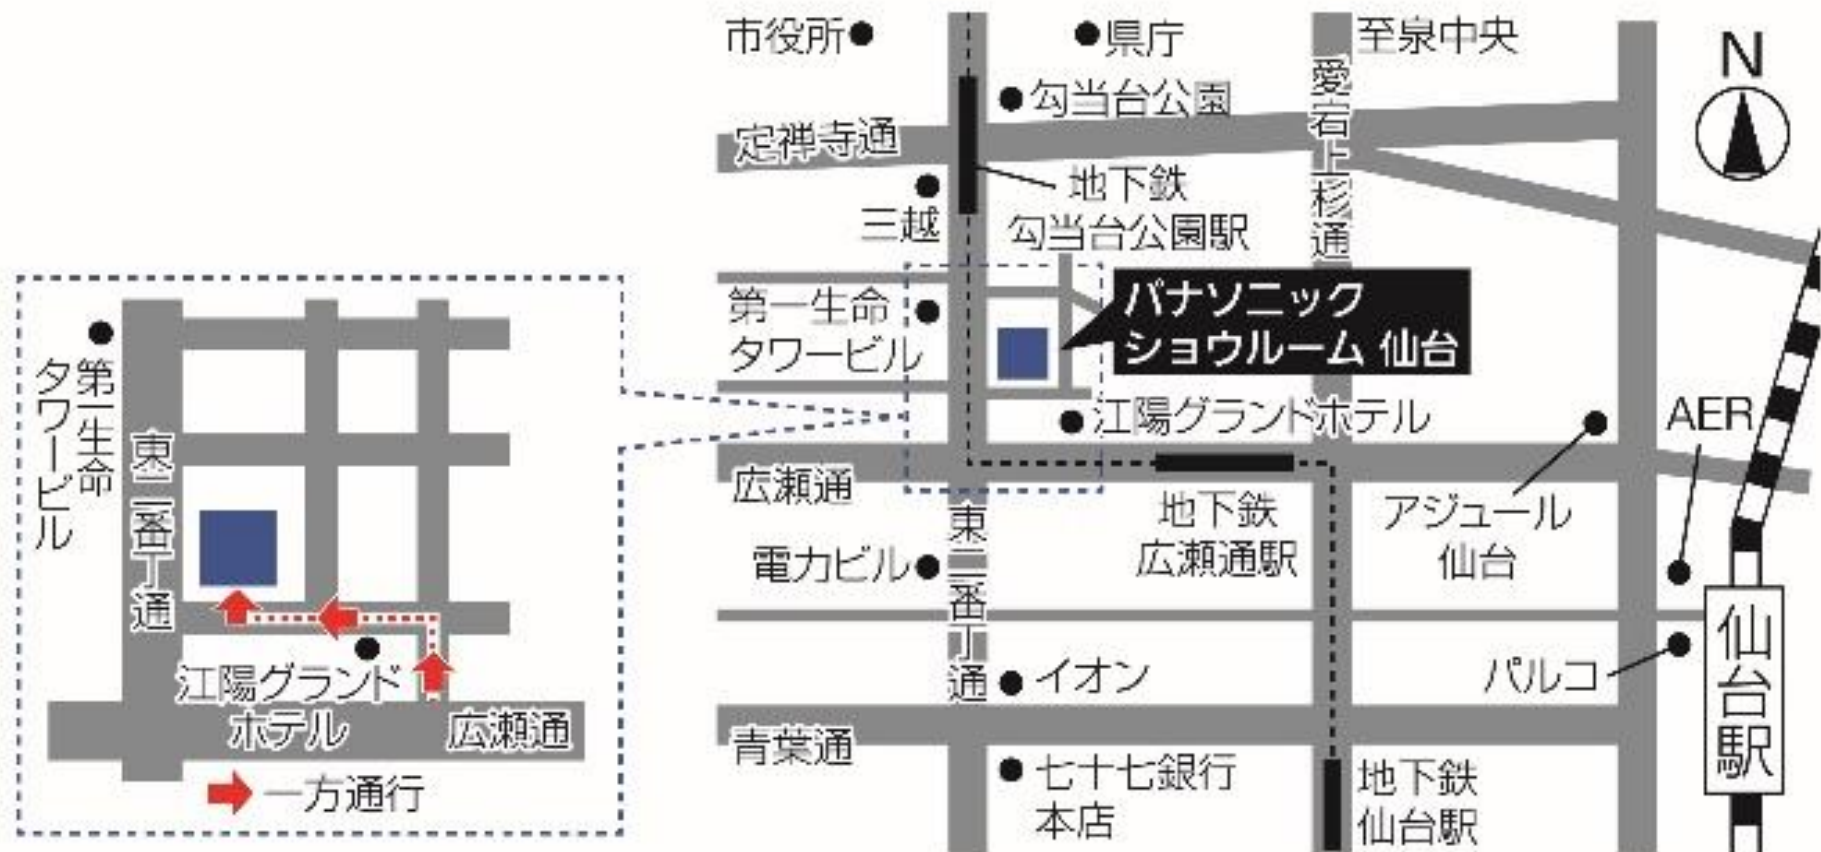 市役所
県庁
至泉中央
N
勾当台公園
愛宕上杉通
定禅寺通
地下鉄
勾当台公園駅
三越
第一生命
タワービル
パナソニック
ショウルーム 仙台
江陽グランドホテル
AER
広瀬通
地下鉄
広瀬通駅
アジュール
仙台
東二番丁通
電力ビル
イオン
パルコ
仙台駅
青葉通
七十七銀行
本店
地下鉄
仙台駅
第一生命
タワービル
東二番丁通
江陽グランド
ホテル
広瀬通
一方通行